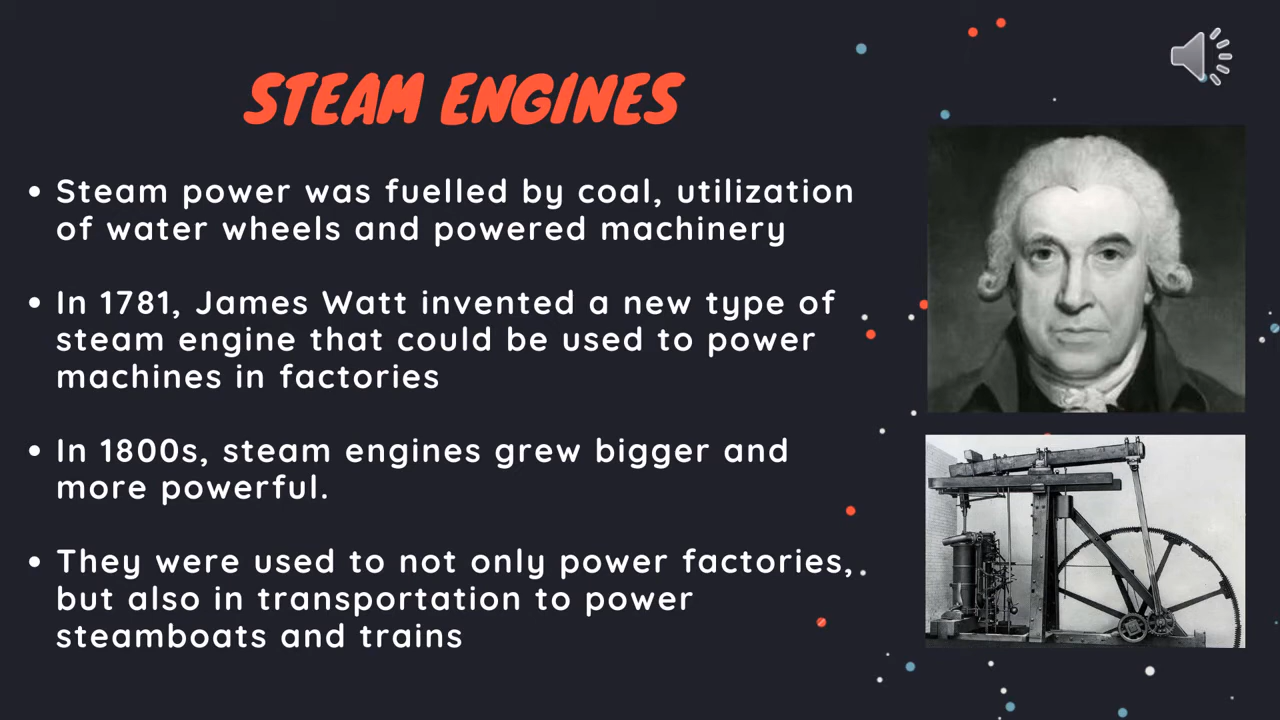 STEAM ENGINES
• Steam power was fuelled by coal, utilization
of water wheels and powered machinery
• In 1781, James Watt invented a new type of
steam engine that could be used to power
machines in factories
• In 1800s, steam engines grew bigger and
more powerful.
• They were used to not only power factories,
but also in transportation to power
steamboats and trains